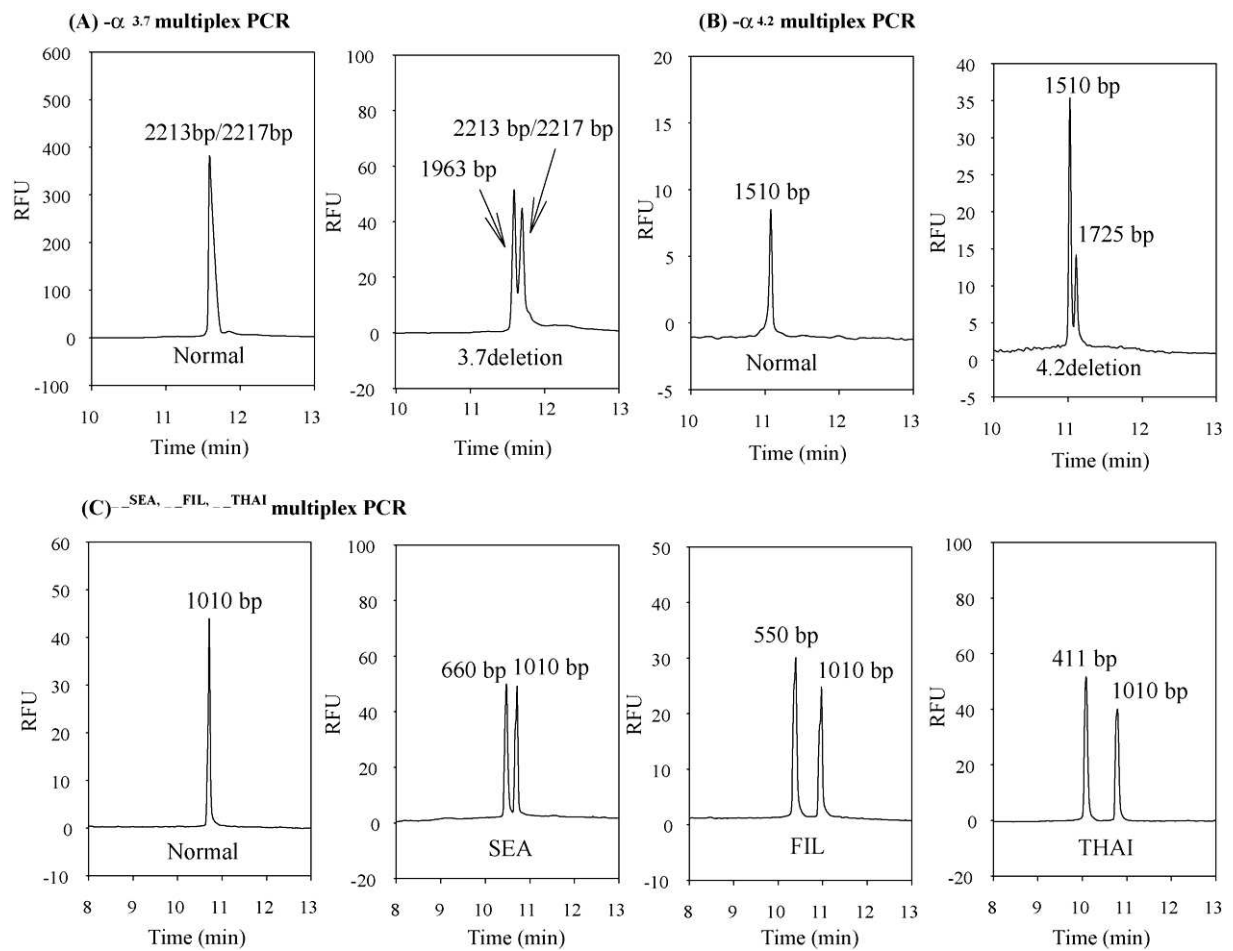 (A) -α 3.7 multiplex PCR
(B) -α 4.2 multiplex PCR
600
500
400
300
200
100
0
-100
RFU
2213bp/2217bp
Normal
10 11 12 13
Time (min)
100
80
60
40
20
0
-20
RFU
2213 bp/2217 bp
1963 bp
3.7deletion
10 11 12 13
Time (min)
20
15
10
5
0
-5
RFU
1510 bp
Normal
10 11 12 13
Time (min)
40
35
30
25
20
15
10
5
0
-5
RFU
1510 bp
1725 bp
4.2deletion
10 11 12 13
Time (min)
(C) _ _SEA, _ _FIL, _ _THAI multiplex PCR
60
50
40
30
20
10
0
-10
RFU
1010 bp
Normal
8 9 10 11 12 13
Time (min)
100
80
60
40
20
0
-20
RFU
660 bp 1010 bp
SEA
8 9 10 11 12 13
Time (min)
50
40
30
20
10
0
-10
RFU
550 bp
1010 bp
FIL
8 9 10 11 12 13
Time (min)
100
80
60
40
20
0
-20
RFU
411 bp
1010 bp
THAI
8 9 10 11 12 13
Time (min)